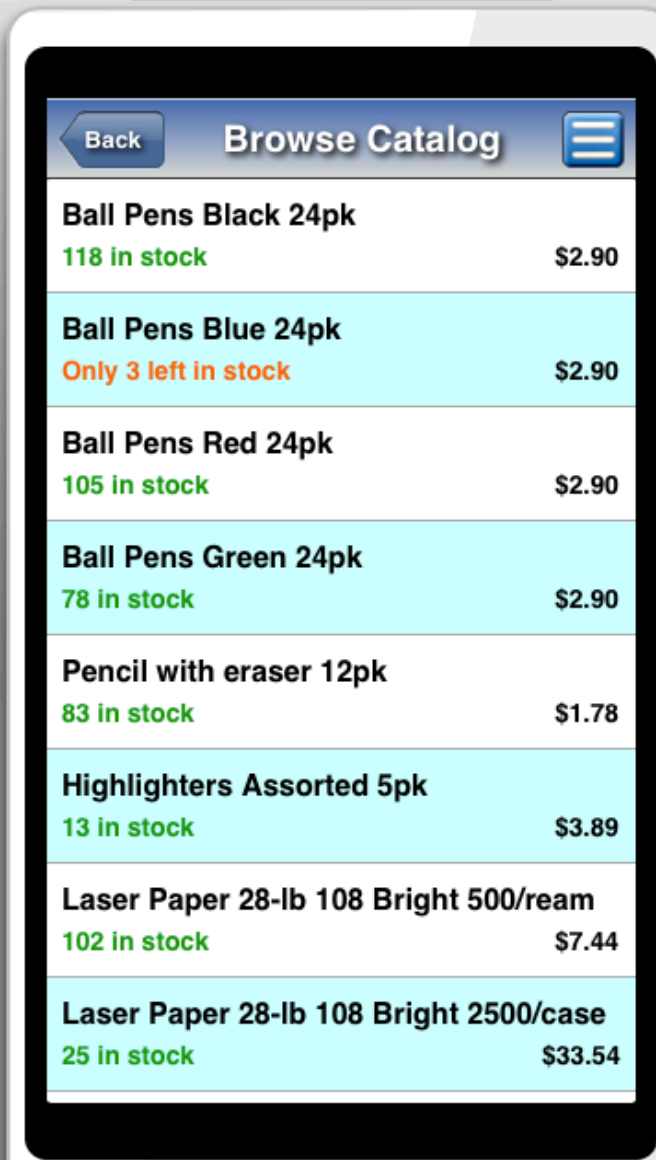 Back Browse Catalog
Ball Pens Black 24pk
118 in stock $2.90
Ball Pens Blue 24pk
Only 3 left in stock $2.90
Ball Pens Red 24pk
105 in stock $2.90
Ball Pens Green 24pk
78 in stock $2.90
Pencil with eraser 12pk
83 in stock $1.78
Highlighters Assorted 5pk
13 in stock $3.89
Laser Paper 28-lb 108 Bright 500/ream
102 in stock $7.44
Laser Paper 28-lb 108 Bright 2500/case
25 in stock $33.54